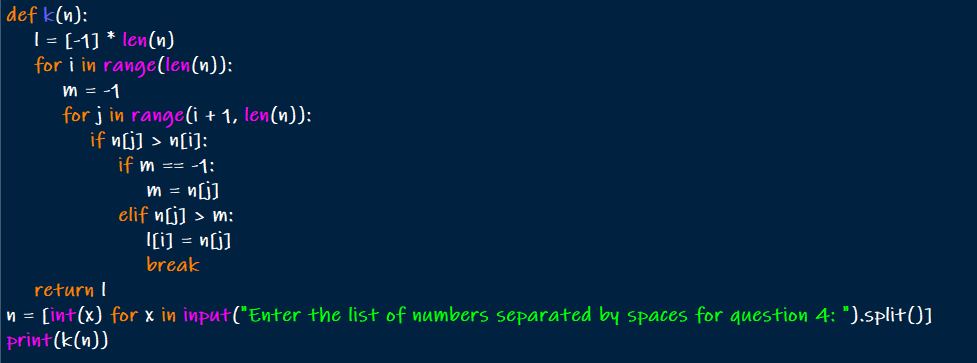 def k(n):
    l = [-1] * len(n)
    for i in range(len(n)):
        m = -1
        for j in range(i + 1, len(n)):
            if n[j] > n[i]:
                if m == -1:
                    m = n[j]
                elif n[j] > m:
                    l[i] = n[j]
                    break
    return l
n = [int(x) for x in input("Enter the list of numbers separated by spaces for question 4: ").split()]
print(k(n))